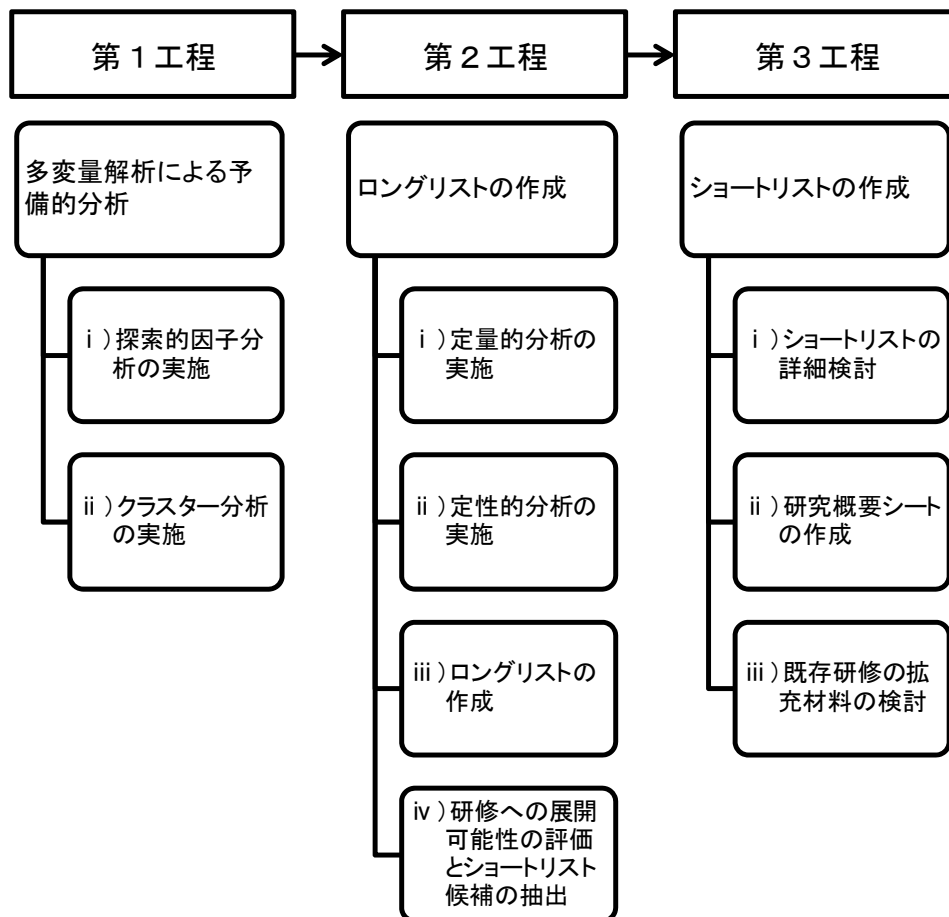 第１工程
第２工程
第３工程
多変量解析による予
備的分析
ⅰ）探索的因子分
析の実施
ⅱ）クラスター分析
の実施
ロングリストの作成
ⅰ）定量的分析の
実施
ⅱ）定性的分析の
実施
ⅲ）ロングリストの
作成
ⅳ）研修への展開
可能性の評価
とショートリスト
候補の抽出
ショートリストの作成
ⅰ）ショートリストの
詳細検討
ⅱ）研究概要シート
の作成
ⅲ）既存研修の拡
充材料の検討